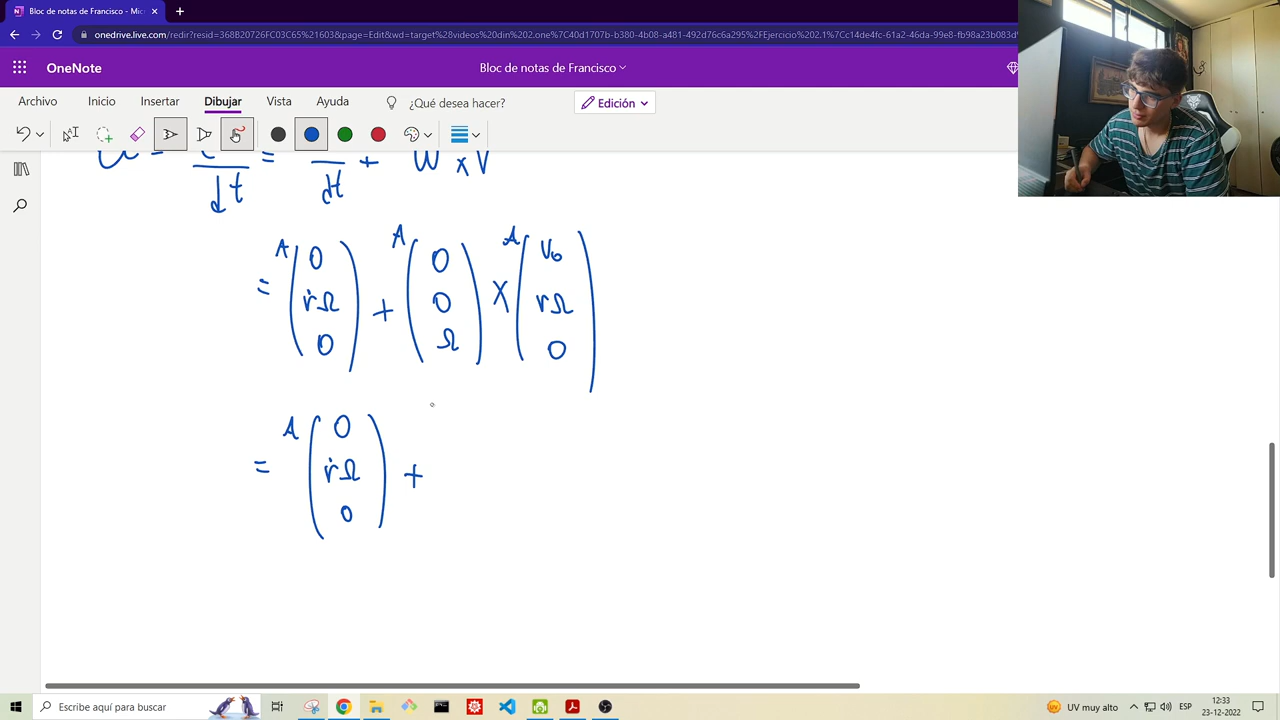 Bloc de notas de Francisco - Micr
onedrive.live.com/redir?resid=368B20726FC03C65%21603&page=Edit&wd=target%28videos%20din%202.one%7C40d1707b-b380-4b08-a481-492d76c6a295%2FEjercicio%202.1%7Cc14de4fc-61a2-46da-99e8-fb98a23b083d
OneNote
Bloc de notas de Francisco
Archivo Inicio Insertar Dibujar Vista Ayuda ¿Qué desea hacer? Edición
dt = dt + W x V
= A (0 ṙΩ 0) + A (0 0 Ω) x A (V₀ rΩ 0)
= A (0 ṙΩ 0) +
Escribe aquí para buscar
UV muy alto ESP
12:33
23-12-2022